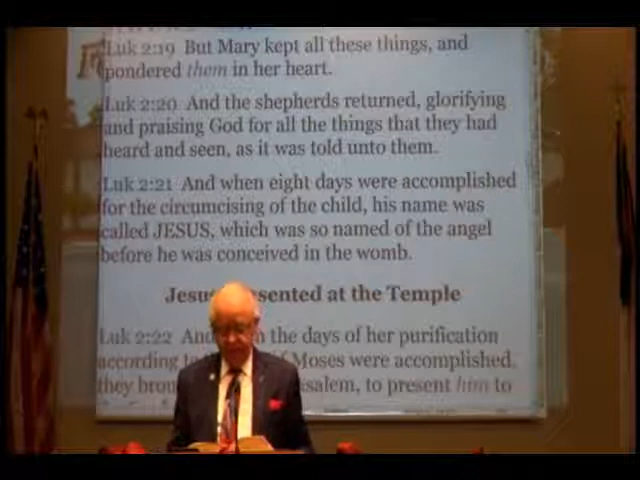 Luk 2:19 But Mary kept all these things, and
pondered them in her heart.
Luk 2:20 And the shepherds returned, glorifying
and praising God for all the things that they had
heard and seen, as it was told unto them.
Luk 2:21 And when eight days were accomplished
for the circumcising of the child, his name was
called JESUS, which was so named of the angel
before he was conceived in the womb.
Jesus esented at the Temple
Luk 2:22 And the days of her purification
according to Moses were accomplished,
they brou salem, to present him to